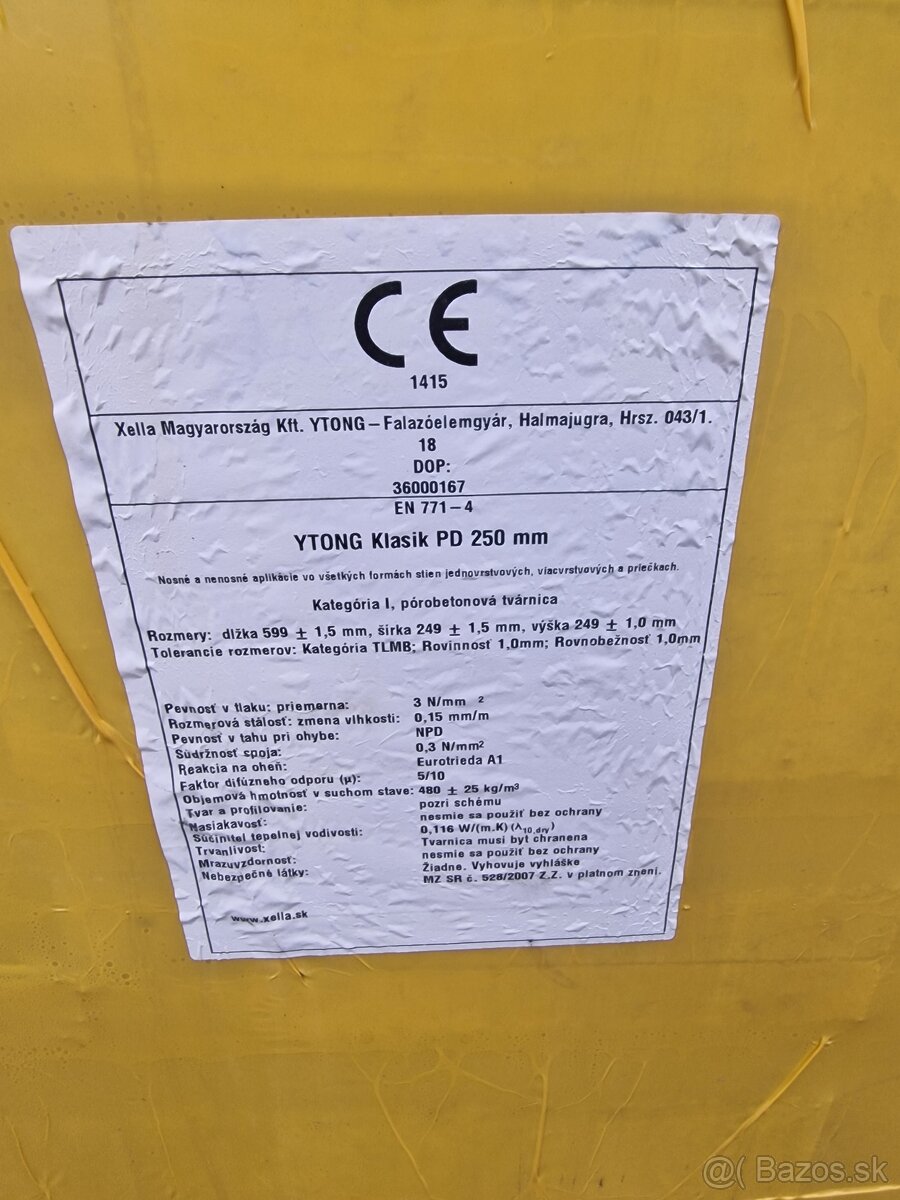 CE
1415
Xella Magyarország Kft. YTONG – Falazóelemgyár, Halmajugra, Hrsz. 043/1.
18
DOP:
36000167
EN 771–4
YTONG Klasik PD 250 mm
Nosné a nenosné aplikácie vo všetkých formách stien jednovrstvových, viacvrstvových a priečkach.
Kategória I, pórobetonová tvárnica
Rozmery: dĺžka 599 ± 1,5 mm, šírka 249 ± 1,5 mm, výška 249 ± 1,0 mm
Tolerancie rozmerov: Kategória TLMB; Rovinnosť 1,0mm; Rovnobežnosť 1,0mm
Pevnosť v tlaku: priemerna: 3 N/mm ²
Rozmerová stálosť: zmena vlhkosti: 0,15 mm/m
Pevnosť v tahu pri ohybe: NPD
Súdržnosť spoja: 0,3 N/mm²
Reakcia na oheň: Eurotrieda A1
Faktor difúzneho odporu (µ): 5/10
Objemová hmotnosť v suchom stave: 480 ± 25 kg/m³
Tvar a profilovanie: pozri schému
Nasiakavosť: nesmie sa použiť bez ochrany
Súčiniteľ tepelnej vodivosti: 0,116 W/(m.K) (λ10,dry)
Trvanlivosť: Tvarnica musi byt chranena
Mrazuvzdornosť: nesmie sa použiť bez ochrany
Nebezpečné látky: Žiadne. Vyhovuje vyhláške
MZ SR č. 528/2007 Z.Z. v platnom znení.
www.xella.sk
@( Bazos.sk